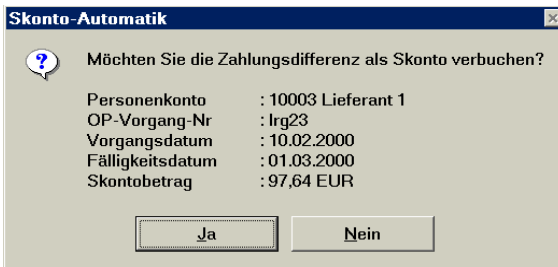 Skonto-Automatik
Möchten Sie die Zahlungsdifferenz als Skonto verbuchen?
Personenkonto : 10003 Lieferant 1
OP-Vorgang-Nr : lrg23
Vorgangsdatum : 10.02.2000
Fälligkeitsdatum : 01.03.2000
Skontobetrag : 97,64 EUR
Ja Nein